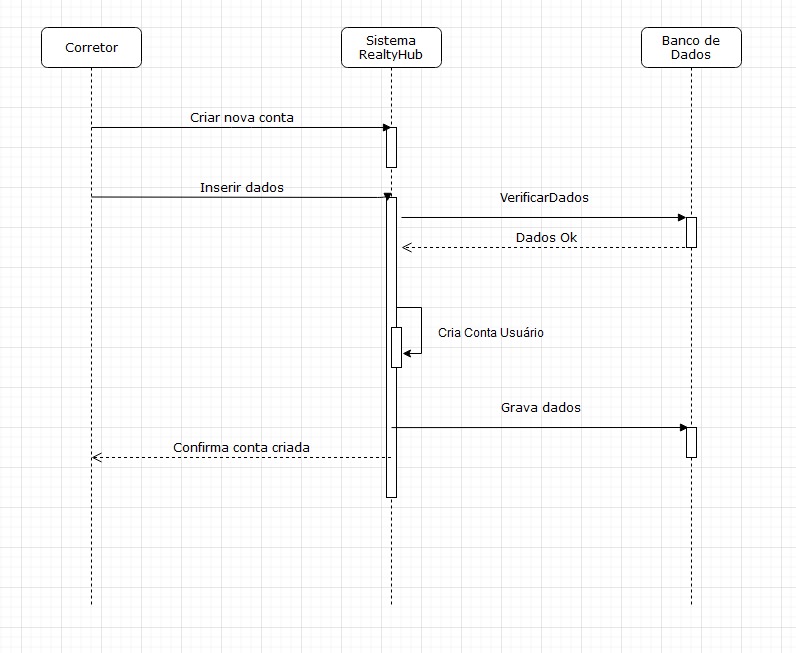 Corretor
Sistema
RealtyHub
Banco de
Dados
Criar nova conta
Inserir dados
VerificarDados
Dados Ok
Cria Conta Usuário
Grava dados
Confirma conta criada